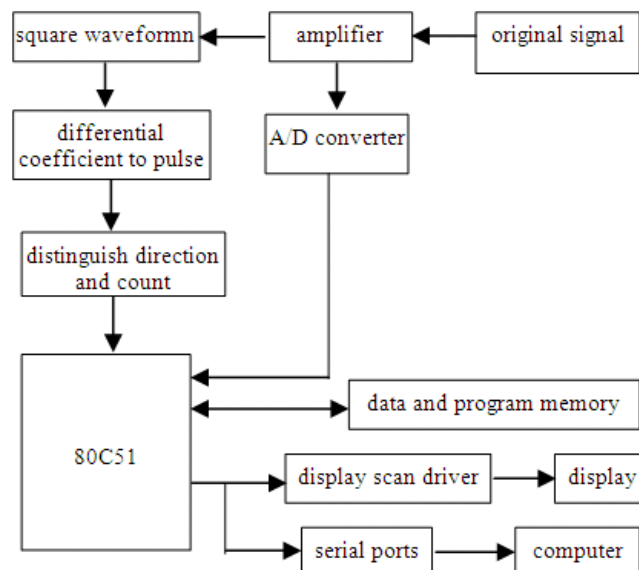 square waveformn
amplifier
original signal
differential
coefficient to pulse
A/D converter
distinguish direction
and count
80C51
data and program memory
display scan driver
display
serial ports
computer